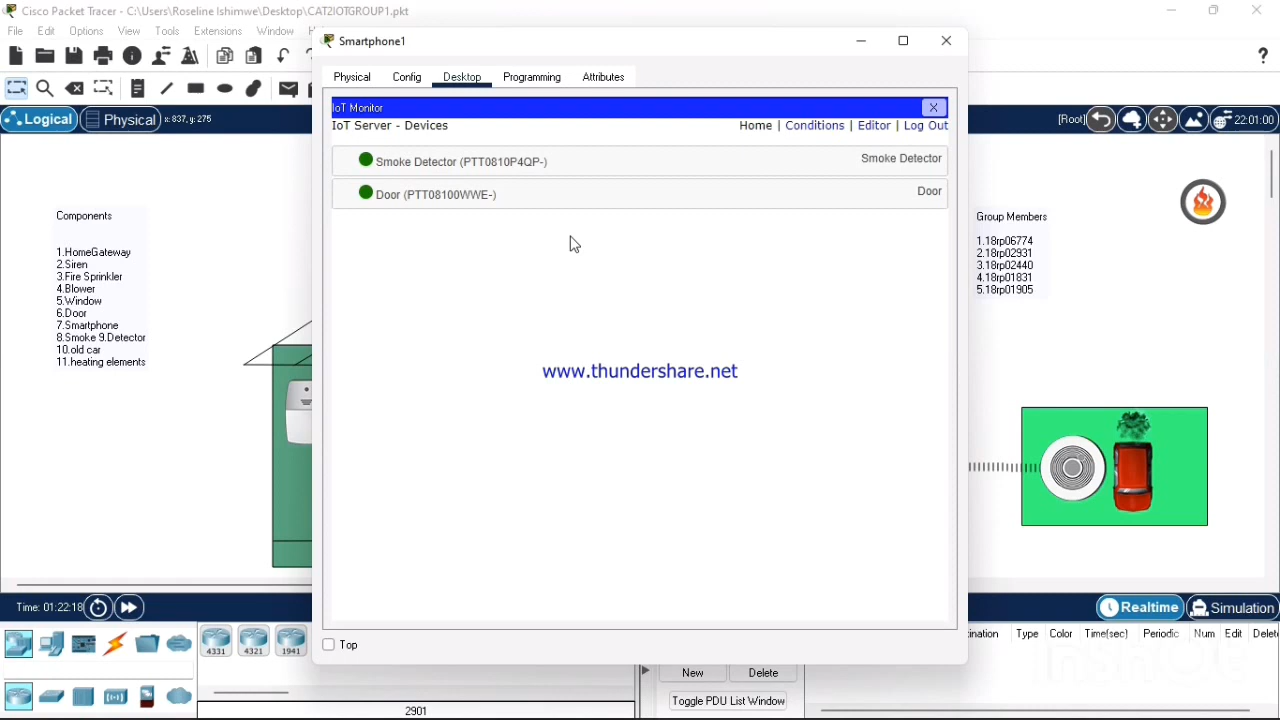 Cisco Packet Tracer - C:\Users\Roseline Ishimwe\Desktop\CAT2IOTGROUP1.pkt
File Edit Options View Tools Extensions Window H
Smartphone1
Physical Config Desktop Programming Attributes
Logical Physical x: 837, y: 275
[Root] 22:01:00
IoT Monitor X
IoT Server - Devices
Home | Conditions | Editor | Log Out
Smoke Detector (PTT0810P4QP-) Smoke Detector
Door (PTT08100WWE-) Door
Components
1.HomeGateway
2.Siren
3.Fire Sprinkler
4.Blower
5.Window
6.Door
7.Smartphone
8.Smoke 9.Detector
10.old car
11.heating elements
Group Members
1.18rp06774
2.18rp02931
3.18rp02440
4.18rp01831
5.18rp01905
www.thundershare.net
Top
Time: 01:22:18
Realtime Simulation
4331 4321 1941
2901
New Delete
Toggle PDU List Window
ination Type Color Time(sec) Periodic Num Edit Delet